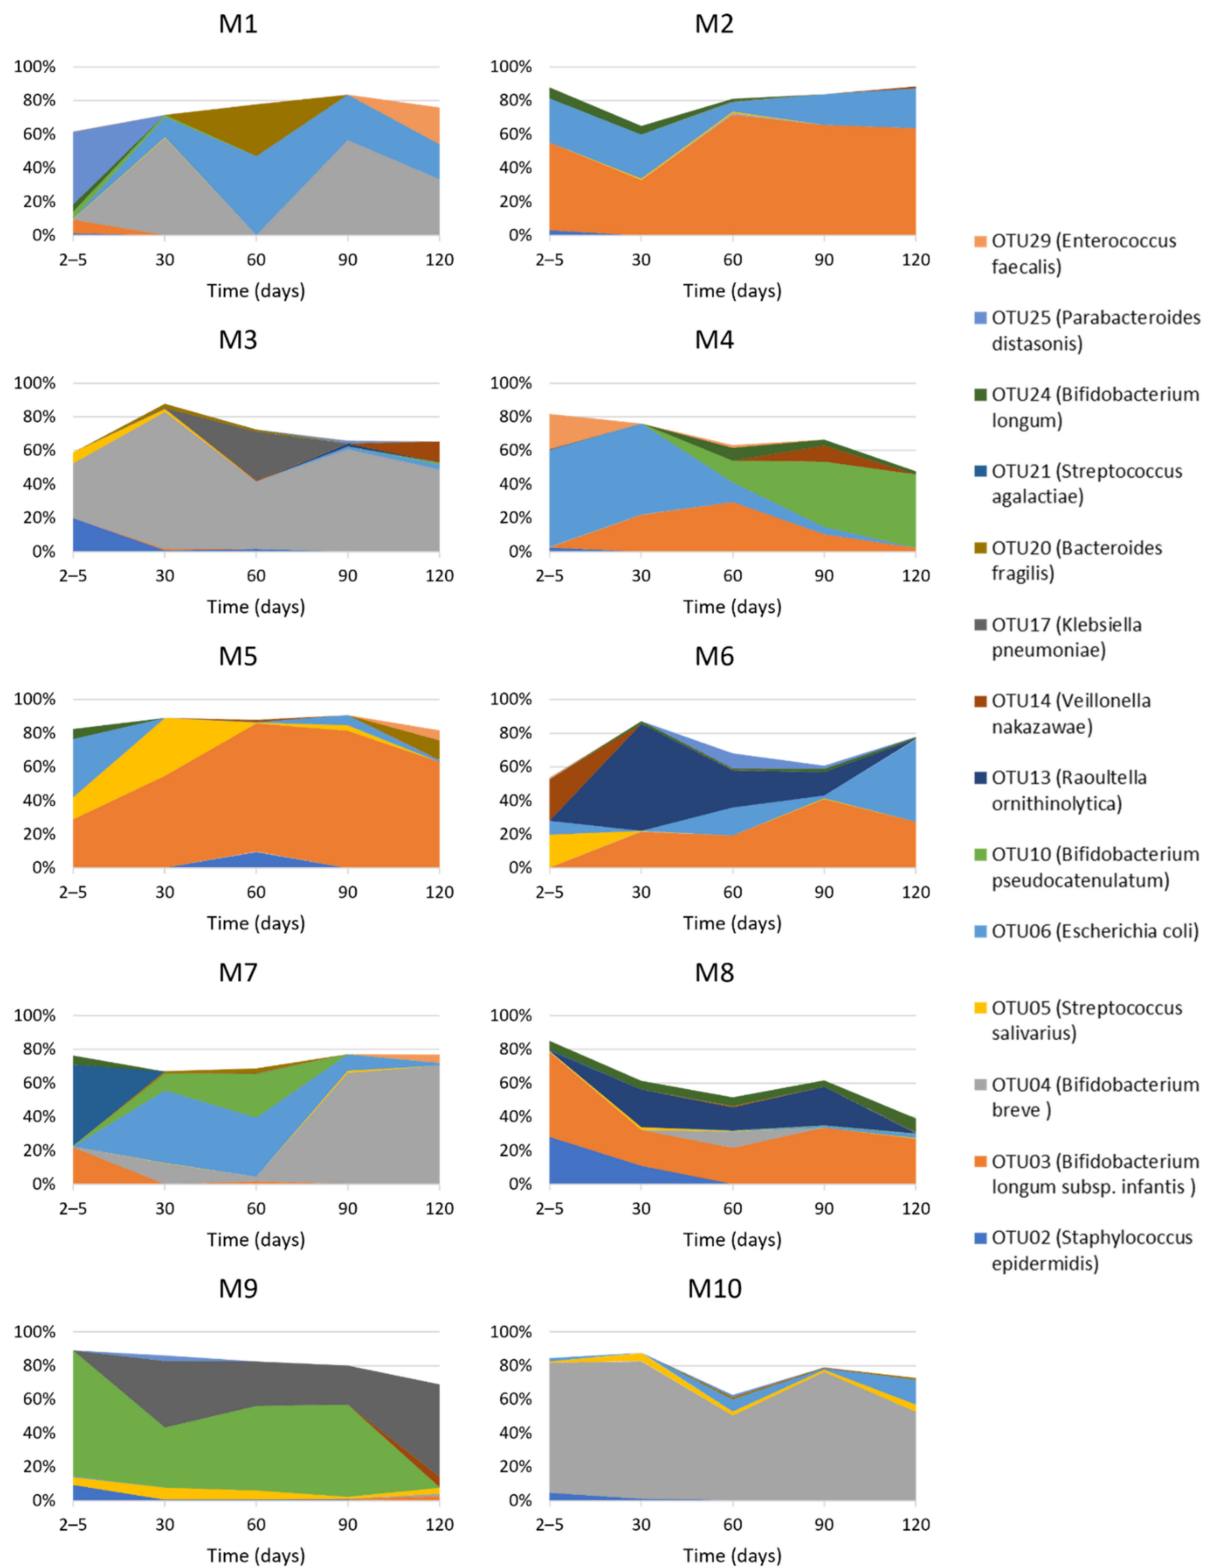 M1
100%
80%
60%
40%
20%
0%
2–5 30 60 90 120
Time (days)
M2
100%
80%
60%
40%
20%
0%
2–5 30 60 90 120
Time (days)
M3
100%
80%
60%
40%
20%
0%
2–5 30 60 90 120
Time (days)
M4
100%
80%
60%
40%
20%
0%
2–5 30 60 90 120
Time (days)
M5
100%
80%
60%
40%
20%
0%
2–5 30 60 90 120
Time (days)
M6
100%
80%
60%
40%
20%
0%
2–5 30 60 90 120
Time (days)
M7
100%
80%
60%
40%
20%
0%
2–5 30 60 90 120
Time (days)
M8
100%
80%
60%
40%
20%
0%
2–5 30 60 90 120
Time (days)
M9
100%
80%
60%
40%
20%
0%
2–5 30 60 90 120
Time (days)
M10
100%
80%
60%
40%
20%
0%
2–5 30 60 90 120
Time (days)
OTU29 (Enterococcus
faecalis)
OTU25 (Parabacteroides
distasonis)
OTU24 (Bifidobacterium
longum)
OTU21 (Streptococcus
agalactiae)
OTU20 (Bacteroides
fragilis)
OTU17 (Klebsiella
pneumoniae)
OTU14 (Veillonella
nakazawae)
OTU13 (Raoultella
ornithinolytica)
OTU10 (Bifidobacterium
pseudocatenulatum)
OTU06 (Escherichia coli)
OTU05 (Streptococcus
salivarius)
OTU04 (Bifidobacterium
breve )
OTU03 (Bifidobacterium
longum subsp. infantis )
OTU02 (Staphylococcus
epidermidis)